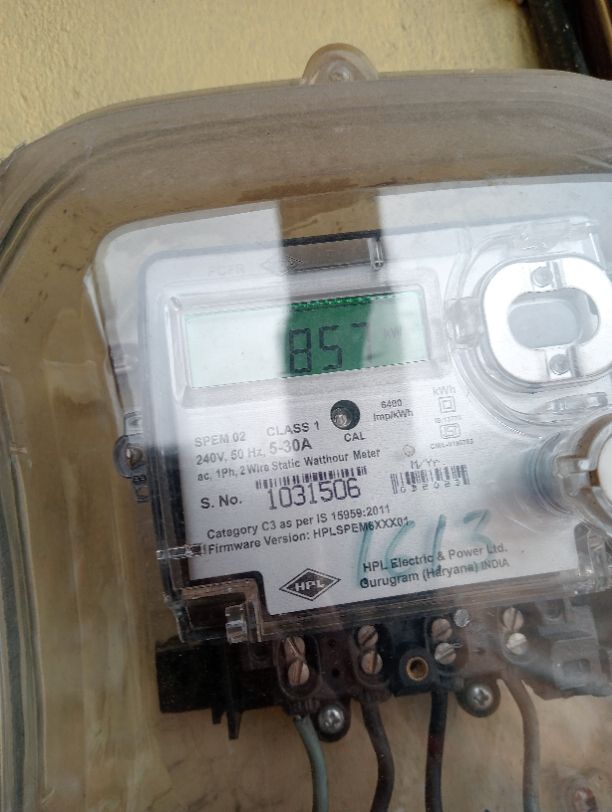 857
kWh
SPEM 02 CLASS 1
240V, 50 Hz, 5-30A
CAL
6400
Imp/kWh
ac, 1Ph, 2 Wire Static Watthour Meter
M/Yr.
S. No. 1031506
032023
Category C3 as per IS 15959:2011
Firmware Version: HPLSPEM6XXX01
1613
HPL
HPL Electric & Power Ltd.
Gurugram (Haryana) INDIA